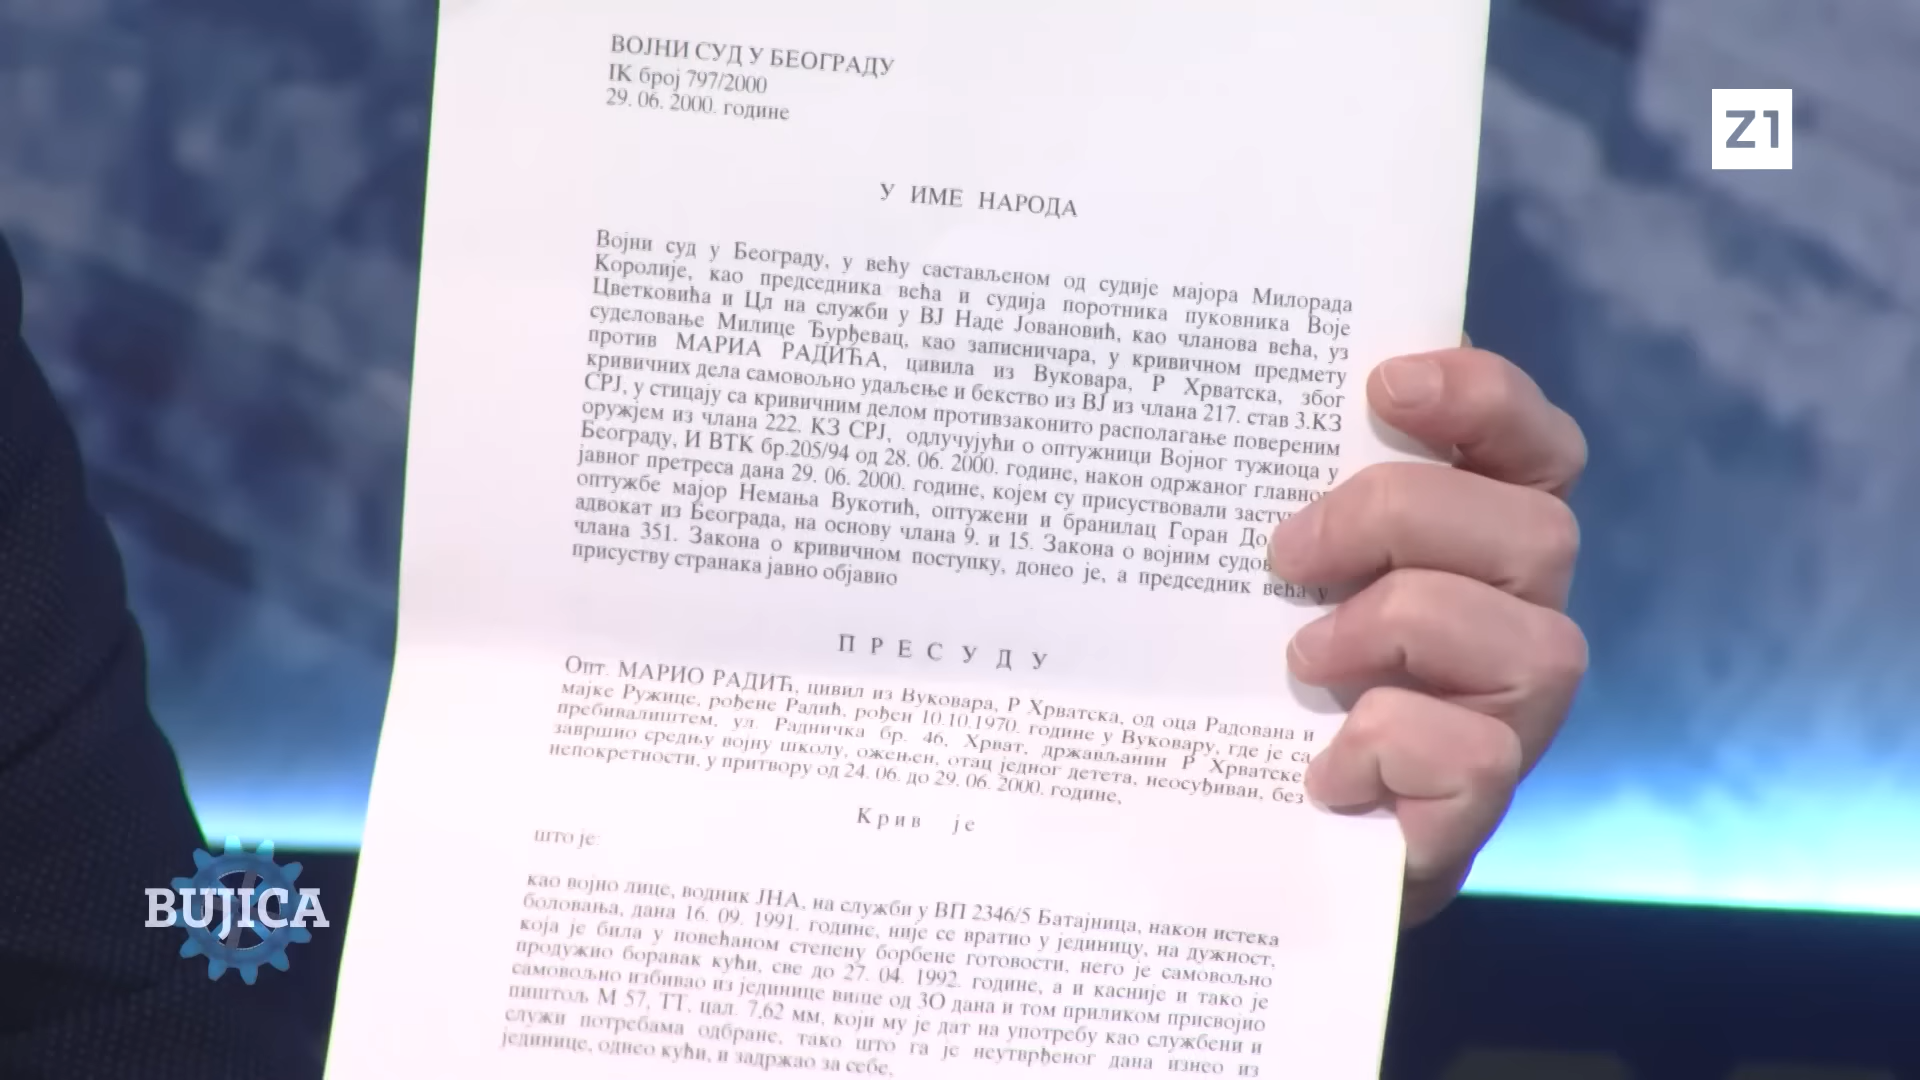 ВОЈНИ СУД У БЕОГРАДУ
IК број 797/2000
29. 06. 2000. године
Z1
У ИМЕ НАРОДА
Војни суд у Београду, у већу састављеном од судије мајора Милорада
Королије, као председника већа и судија поротника пуковника Воје
Цветковића и Цл на служби у ВЈ Наде Јовановић, као чланова већа, уз
суделовање Милице Ђурђевац, као записничара, у кривичном предмету
против МАРИА РАДИЋА, цивила из Вуковара, Р Хрватска, због
кривичних дела самовољно удаљење и бекство из ВЈ из члана 217. став 3.КЗ
СРЈ, у стицају са кривичним делом противзаконито располагање повереним
оружјем из члана 222. КЗ СРЈ, одлучујући о оптужници Војног тужиоца у
Београду, И ВТК бр.205/94 од 28. 06. 2000. године, након одржаног главног
јавног претреса дана 29. 06. 2000. године, којем су присуствовали
оптужбе мајор Немања Вукотић, оптужени и бранилац Горан
адвокат из Београда, на основу члана 9. и 15. Закона о војним
члана 351. Закона о кривичном поступку, донео је, а председник већа у
присуству странака јавно објавио
П Р Е С У Д У
Опт. МАРИО РАДИЋ, цивил из Вуковара, Р Хрватска, од оца Радована и
мајке Ружице, рођене Радић, рођен 10.10.1970. године у Вуковару, где је са
пребивалиштем, ул. Радничка бр. 46, Хрват, држављанин Р Хрватске,
завршио средњу војну школу, ожењен, отац једног детета, неосуђиван, без
непокретности, у притвору од 24. 06. до 29. 06. 2000. године,
К р и в ј е
што је:
као војно лице, водник ЈНА, на служби у ВП 2346/5 Батајница, након истека
боловања, дана 16. 09. 1991. године, није се вратио у јединицу, на дужност,
која је била у повећаном степену борбене готовости, него је самовољно
продужио боравак кући, све до 27. 04. 1992. године, а и касније и тако је
самовољно избивао из јединице више од 3О дана и том приликом присвојио
пиштољ М 57, ТТ, цал. 7,62 мм, који му је дат на употребу као службени и
служи потребама одбране, тако што га је неутврђеног дана изнео из
јединице, однео кући, и задржао за себе,
BUJICA